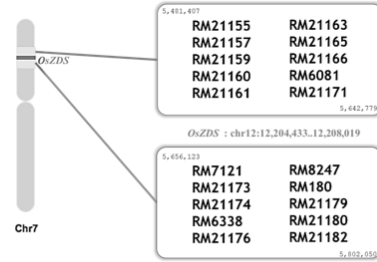 5,481,407
RM21155 RM21163
RM21157 RM21165
RM21159 RM21166
RM21160 RM6081
RM21161 RM21171
5,642,779
OsZDS
OsZDS : chr12:12,204,433..12,208,019
5,656,123
RM7121 RM8247
RM21173 RM180
RM21174 RM21179
RM6338 RM21180
RM21176 RM21182
5,802,050
Chr7